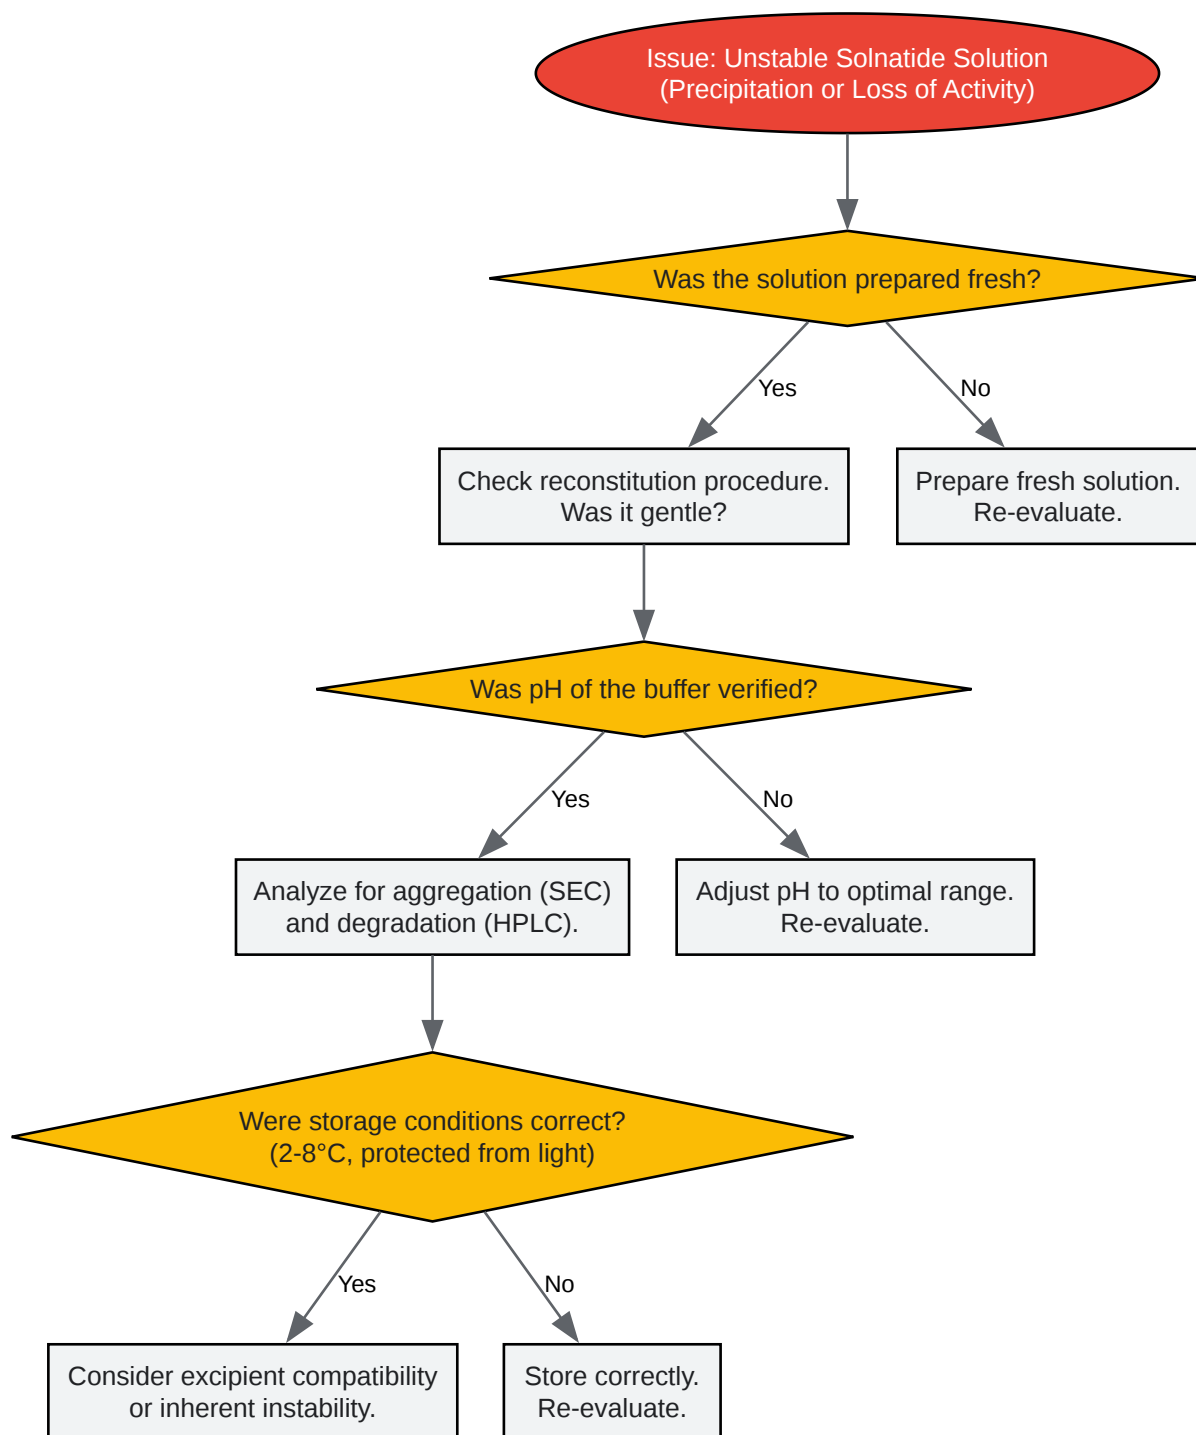 Issue: Unstable Solnatide Solution
(Precipitation or Loss of Activity)
Was the solution prepared fresh?
Yes
No
Check reconstitution procedure.
Was it gentle?
Prepare fresh solution.
Re-evaluate.
Was pH of the buffer verified?
Yes
No
Analyze for aggregation (SEC)
and degradation (HPLC).
Adjust pH to optimal range.
Re-evaluate.
Were storage conditions correct?
(2-8°C, protected from light)
Yes
No
Consider excipient compatibility
or inherent instability.
Store correctly.
Re-evaluate.